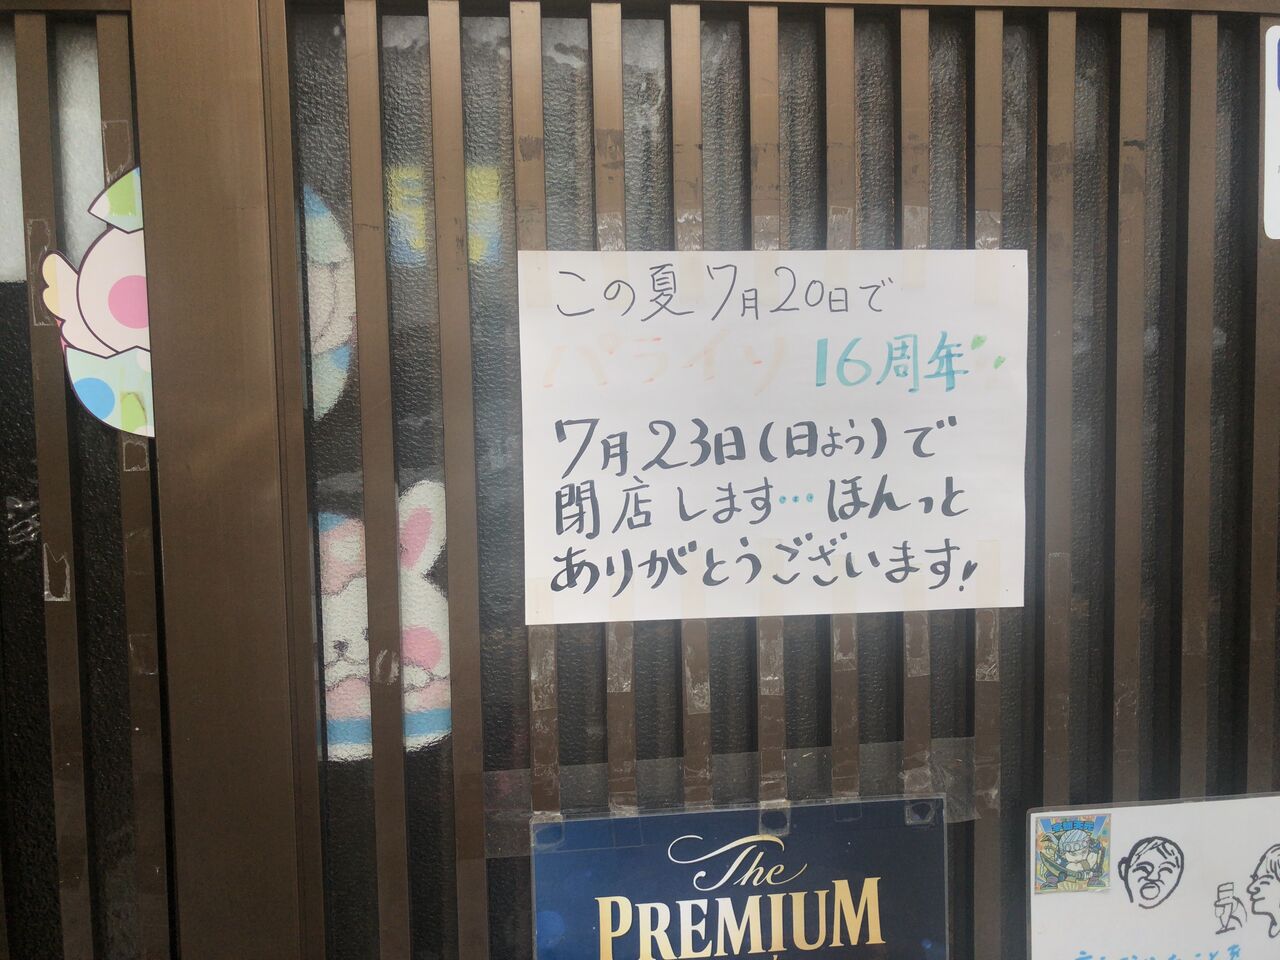 この夏 7月20日で
パライソ 16周年
7月23日(日よう)で
閉店します…ほんっと
ありがとうございます!
The
PREMIUM